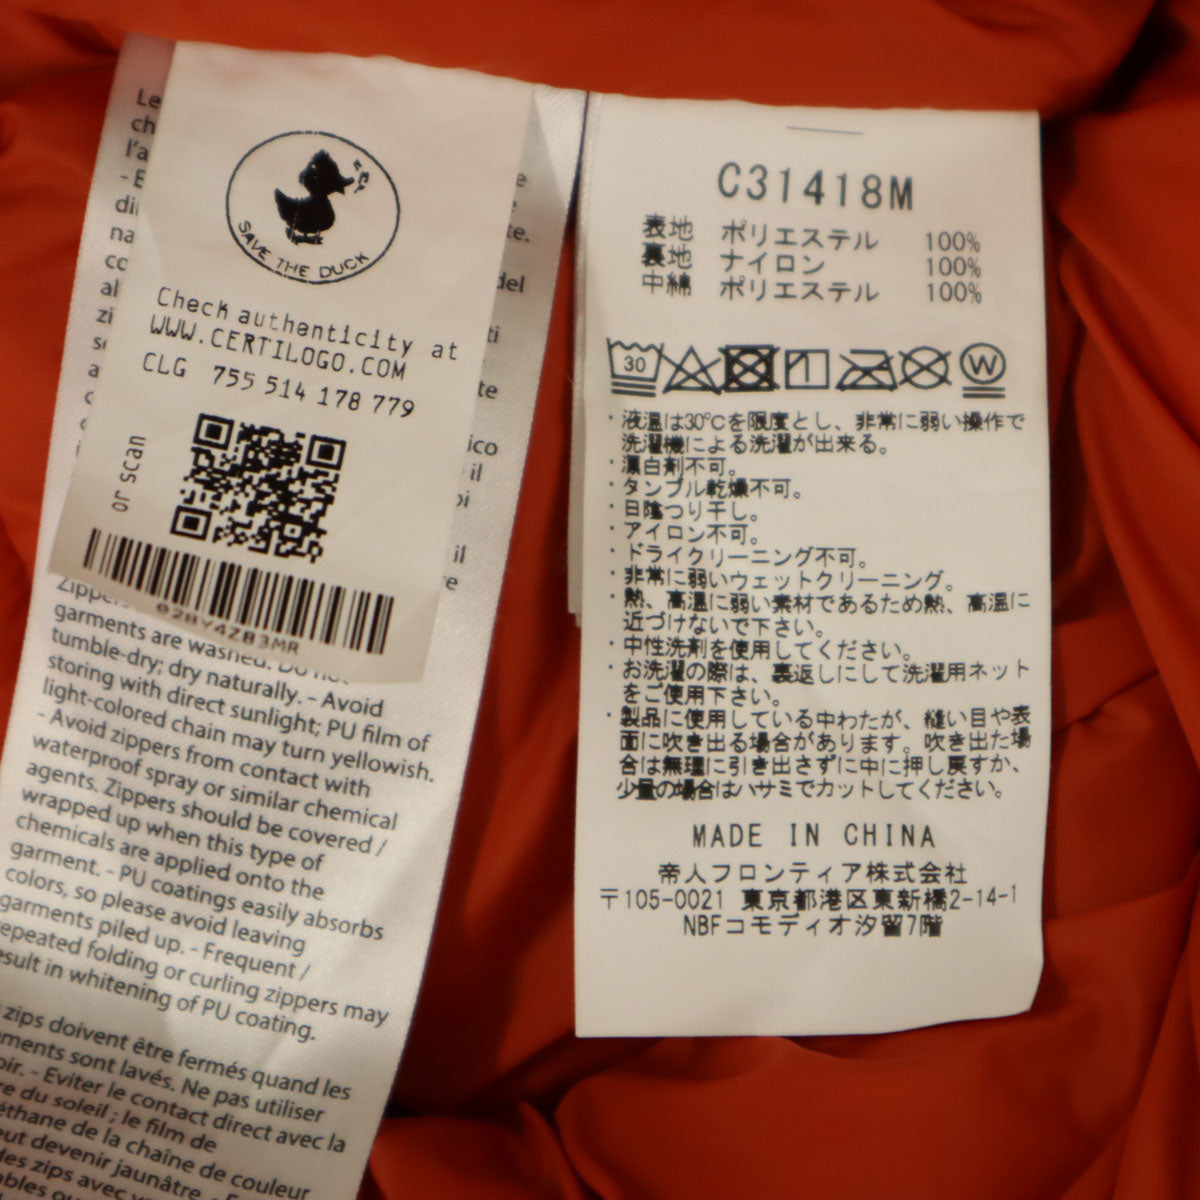 SAVE THE DUCK
Check authenticity at
WWW.CERTILOGO.COM
CLG 755 514 178 779
or scan
Zippers
garments are washed. Do not
tumble-dry; dry naturally. - Avoid
storing with direct sunlight; PU film of
light-colored chain may turn yellowish.
- Avoid zippers from contact with
waterproof spray or similar chemical
agents. Zippers should be covered /
wrapped up when this type of
chemicals are applied onto the
garment. - PU coatings easily absorbs
colors, so please avoid leaving
garments piled up. - Frequent /
repeated folding or curling zippers may
result in whitening of PU coating.
zips doivent être fermés quand les
sont lavés. Ne pas utiliser
- Eviter le contact direct avec la
du soleil ; le film de
de la chaîne de couleur
devenir jaunâtre. -
des zips avec
C31418M
表地 ポリエステル 100%
裏地 ナイロン 100%
中綿 ポリエステル 100%
30 W
・液温は30℃を限度とし、非常に弱い操作で
洗濯機による洗濯が出来る。
・漂白剤不可。
・タンブル乾燥不可。
・日陰つり干し。
・アイロン不可。
・ドライクリーニング不可。
・非常に弱いウェットクリーニング。
・熱、高温に弱い素材であるため熱、高温に
近づけないで下さい。
・中性洗剤を使用してください。
・お洗濯の際は、裏返しにして洗濯用ネット
をご使用下さい。
・製品に使用している中わたが、縫い目や表
面に吹き出る場合があります。吹き出た場
合は無理に引き出さずに中に押し戻すか、
少量の場合はハサミでカットしてください。
MADE IN CHINA
帝人フロンティア株式会社
〒105-0021 東京都港区東新橋2-14-1
NBFコモディオ汐留7階